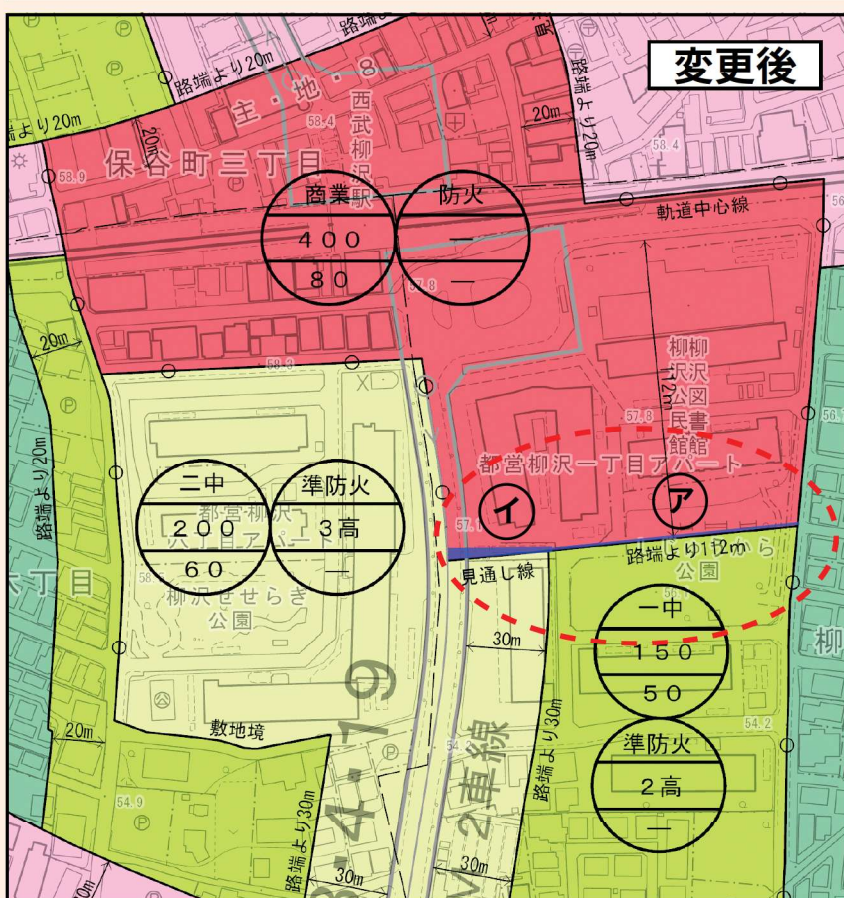 変更後
路端より20m
主・地・8
西武柳沢駅
58.4
20m
路端より20m
20m
路端より20m
58.4
58.9
保谷町三丁目
軌道中心線
商業
400
80
防火
―
―
57.8
58.3
20m
路端より20m
112m
柳沢公民館
柳沢図書館
57.8
都営柳沢一丁目アパート
二中
200
60
準防火
3高
―
都営柳沢
六丁目アパート
イ
ア
路端より112m
見通し線
公園
柳沢せせらぎ
公園
六丁目
一中
150
50
準防火
2高
―
柳
30m
54.2
敷地境
20m
3・4・19
2車線
路端より30m
路端より30m
54.9
30m
30m